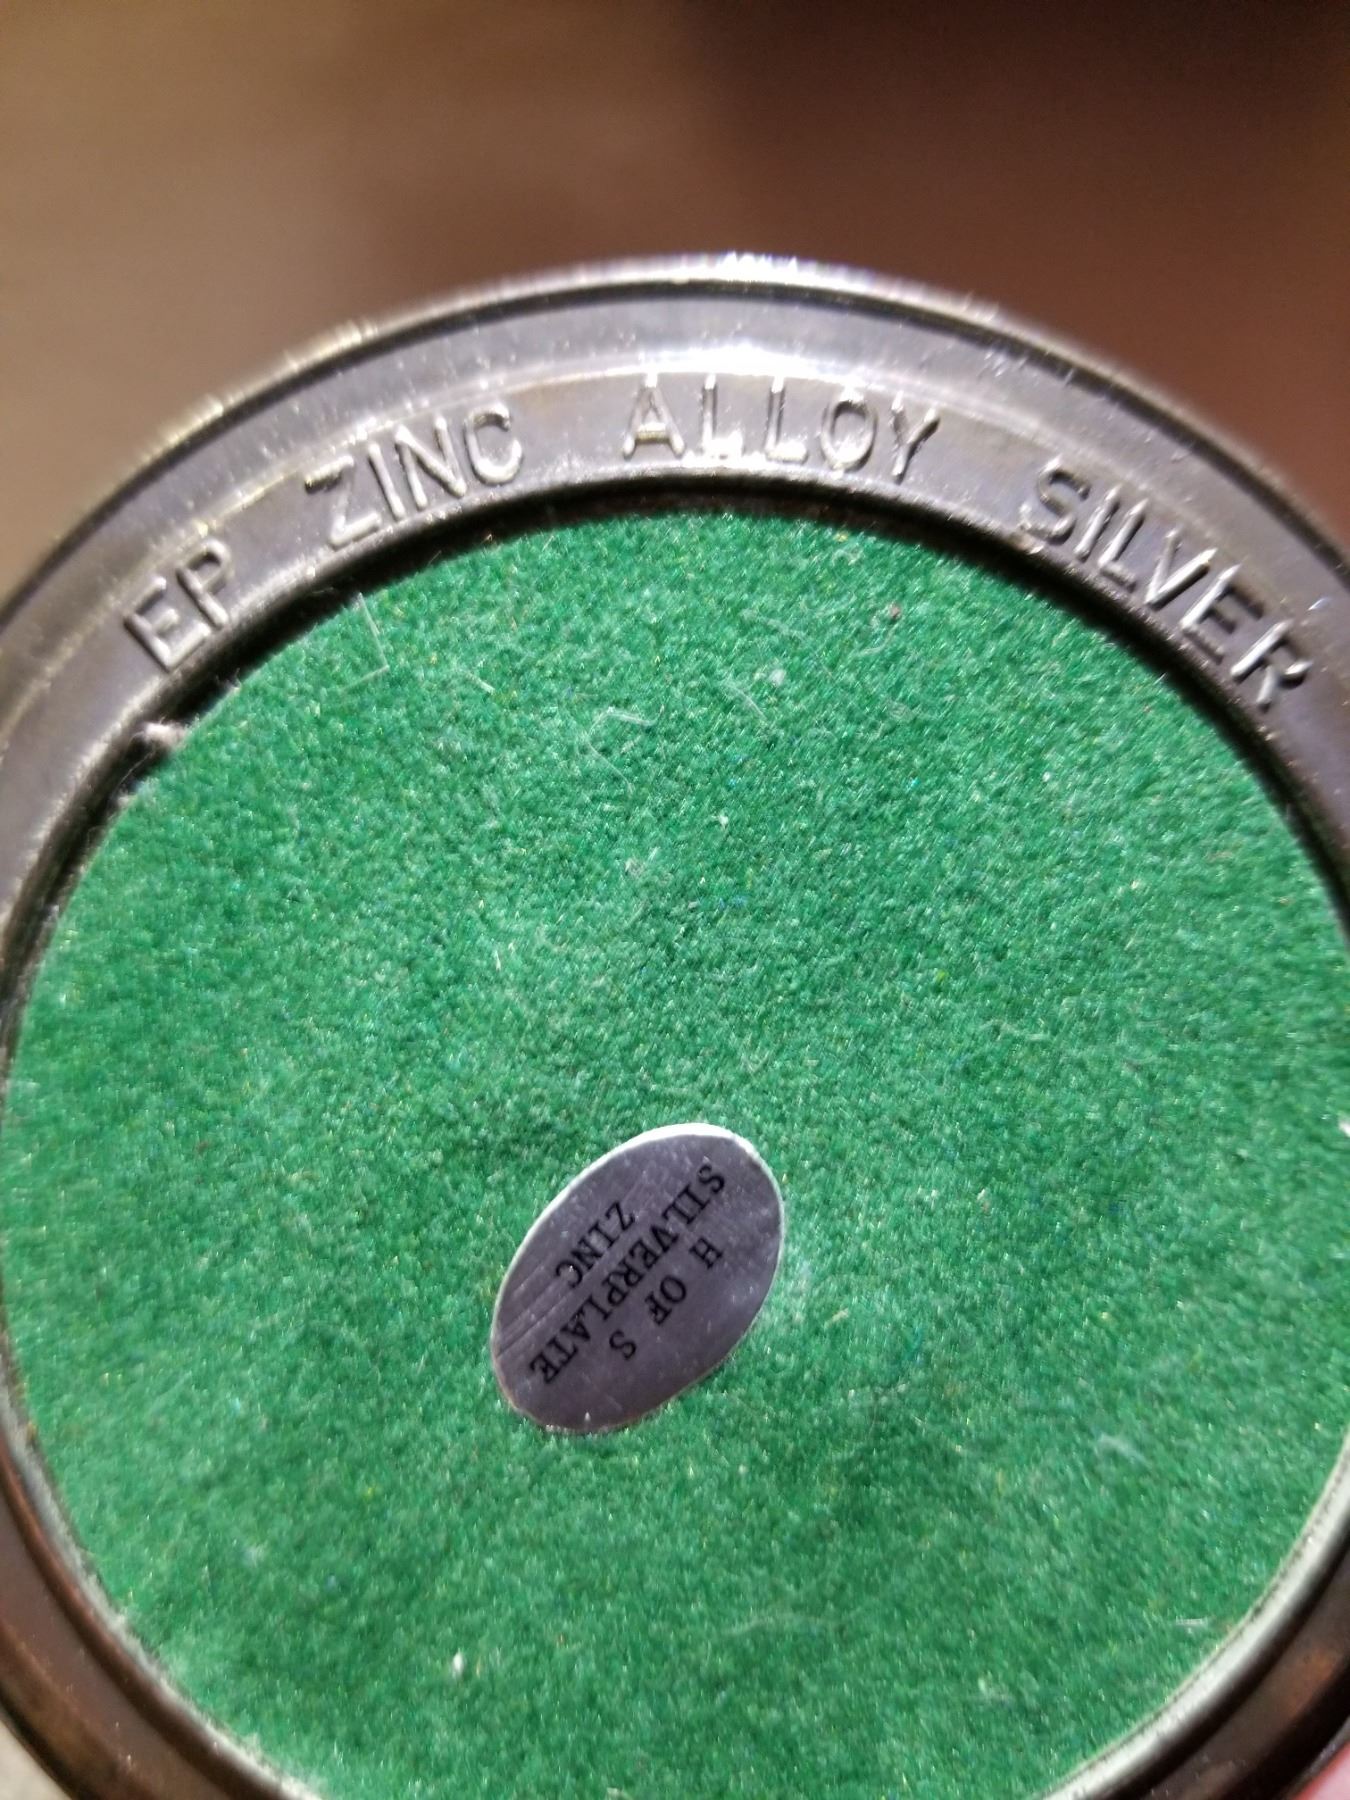 EP ZINC ALLOY SILVER
H OF S
SILVERPLATE
ZINC